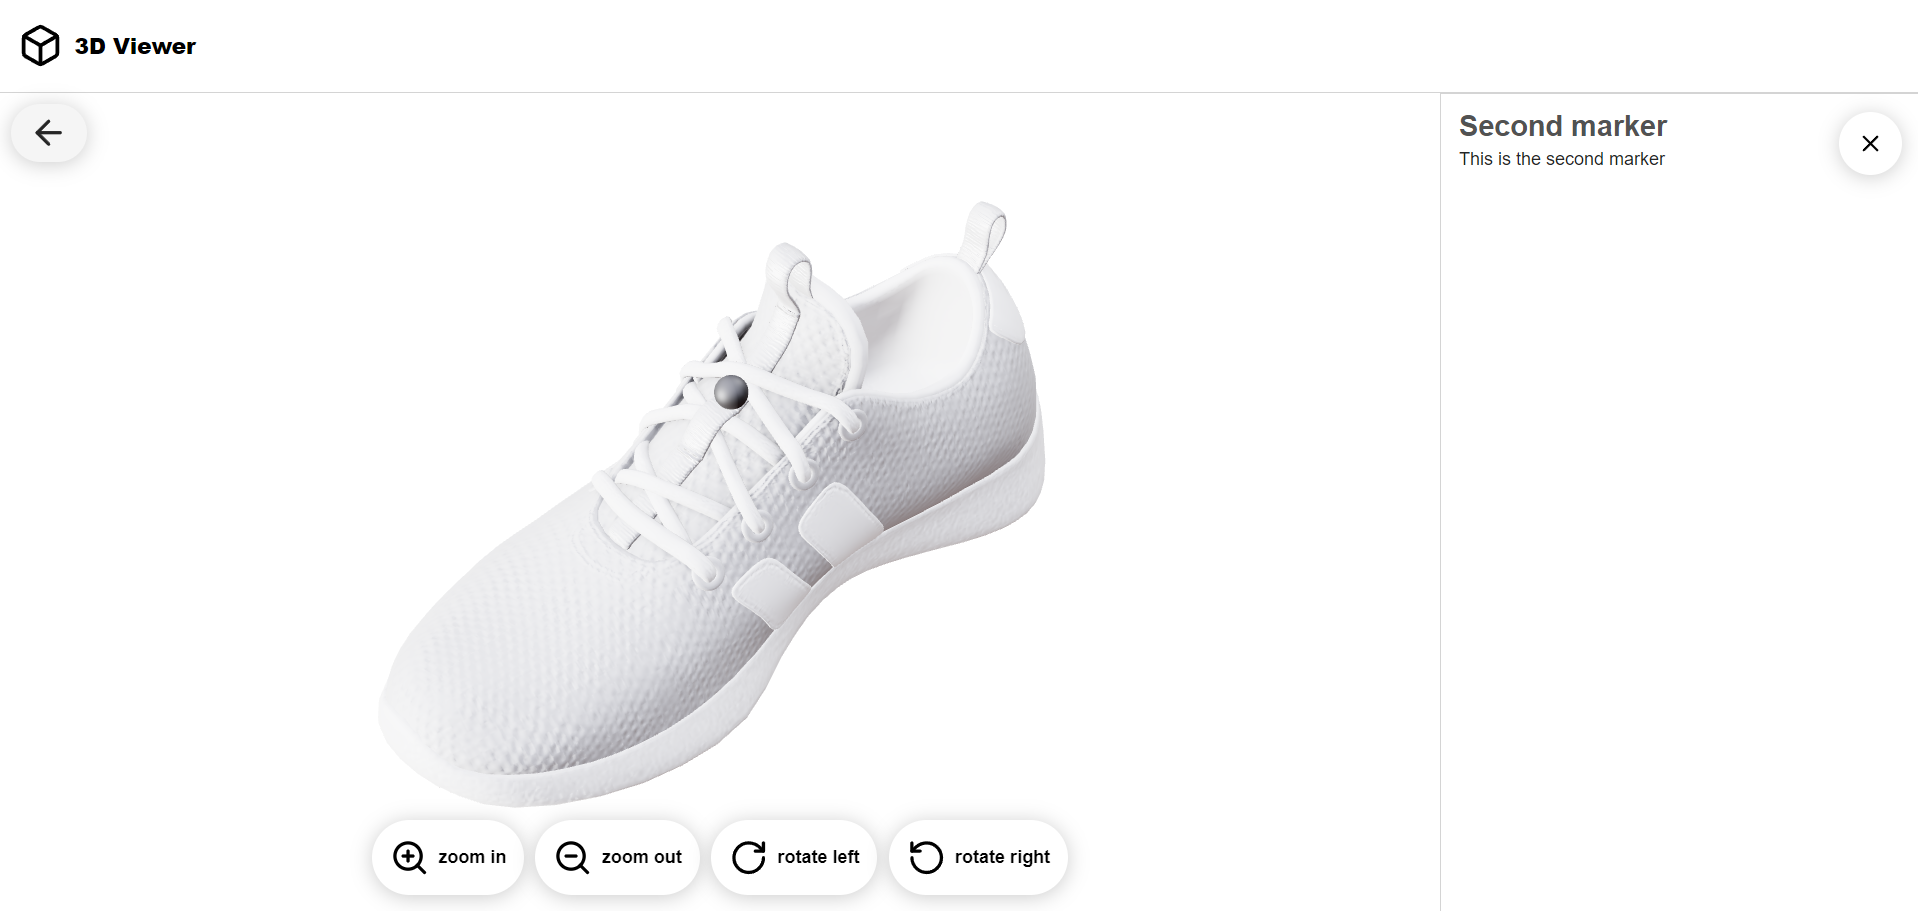 3D Viewer
Second marker
This is the second marker
zoom in
zoom out
rotate left
rotate right